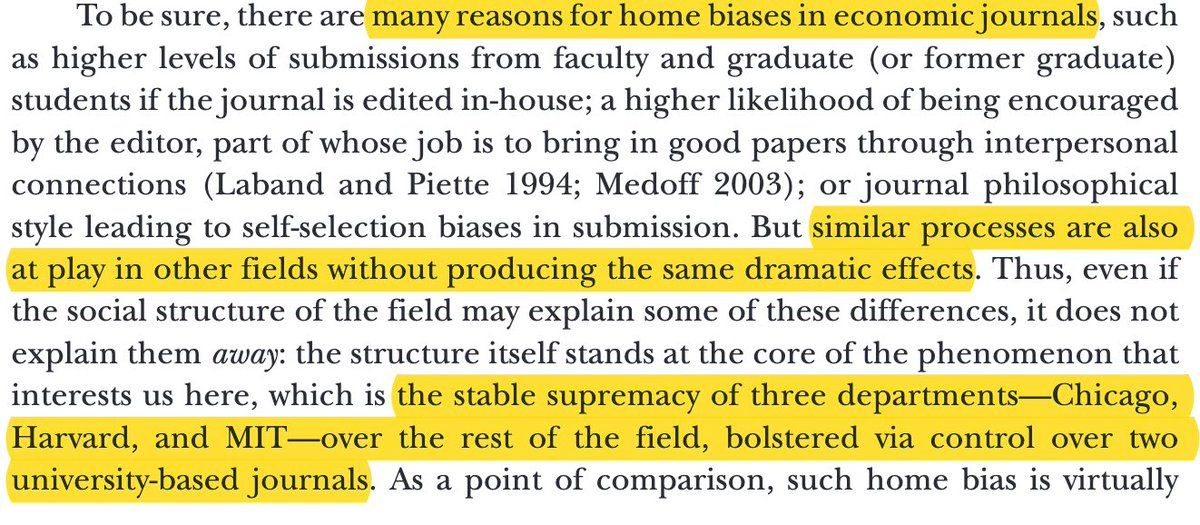 To be sure, there are many reasons for home biases in economic journals, such
as higher levels of submissions from faculty and graduate (or former graduate)
students if the journal is edited in-house; a higher likelihood of being encouraged
by the editor, part of whose job is to bring in good papers through interpersonal
connections (Laband and Piette 1994; Medoff 2003); or journal philosophical
style leading to self-selection biases in submission. But similar processes are also
at play in other fields without producing the same dramatic effects. Thus, even if
the social structure of the field may explain some of these differences, it does not
explain them away: the structure itself stands at the core of the phenomenon that
interests us here, which is the stable supremacy of three departments—Chicago,
Harvard, and MIT—over the rest of the field, bolstered via control over two
university-based journals. As a point of comparison, such home bias is virtually